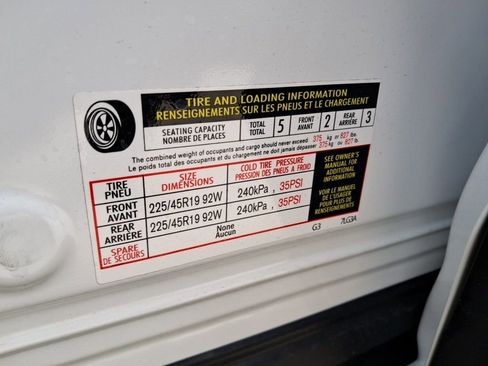 TIRE AND LOADING INFORMATION
RENSEIGNEMENTS SUR LES PNEUS ET LE CHARGEMENT
SEATING CAPACITY
NOMBRE DE PLACES
TOTAL
TOTAL
5
FRONT
AVANT
2
REAR
ARRIÈRE
3
The combined weight of occupants and cargo should never exceed 375 kg or 827 lbs.
Le poids total des occupants et du chargement ne doit jamais dépasser 375 kg ou 827 lb.
TIRE
PNEU
SIZE
DIMENSIONS
COLD TIRE PRESSURE
PRESSION DES PNEUS À FROID
FRONT
AVANT
225/45R19 92W
240kPa , 35PSI
REAR
ARRIÈRE
225/45R19 92W
240kPa , 35PSI
SPARE
DE SECOURS
None
Aucun
SEE OWNER'S
MANUAL FOR
ADDITIONAL
INFORMATION
VOIR LE MANUEL
DE L'USAGER
POUR PLUS DE
RENSEIGNEMENTS
G3
7LG3A